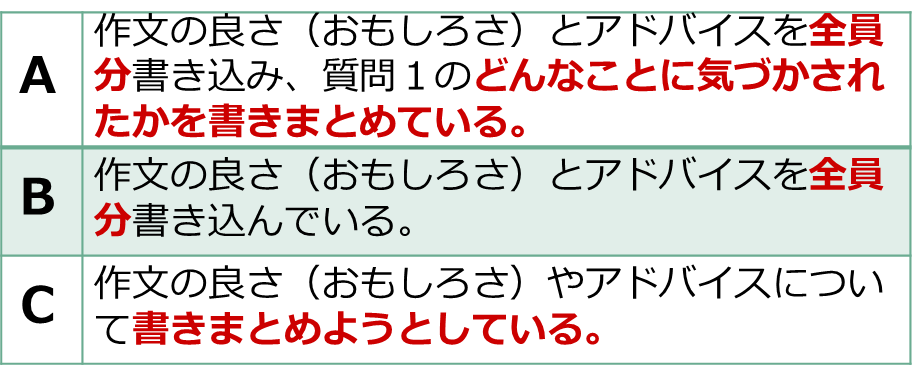 A
作文の良さ（おもしろさ）とアドバイスを全員
分書き込み、質問１のどんなことに気づかされ
たかを書きまとめている。
B
作文の良さ（おもしろさ）とアドバイスを全員
分書き込んでいる。
C
作文の良さ（おもしろさ）やアドバイスについ
て書きまとめようとしている。